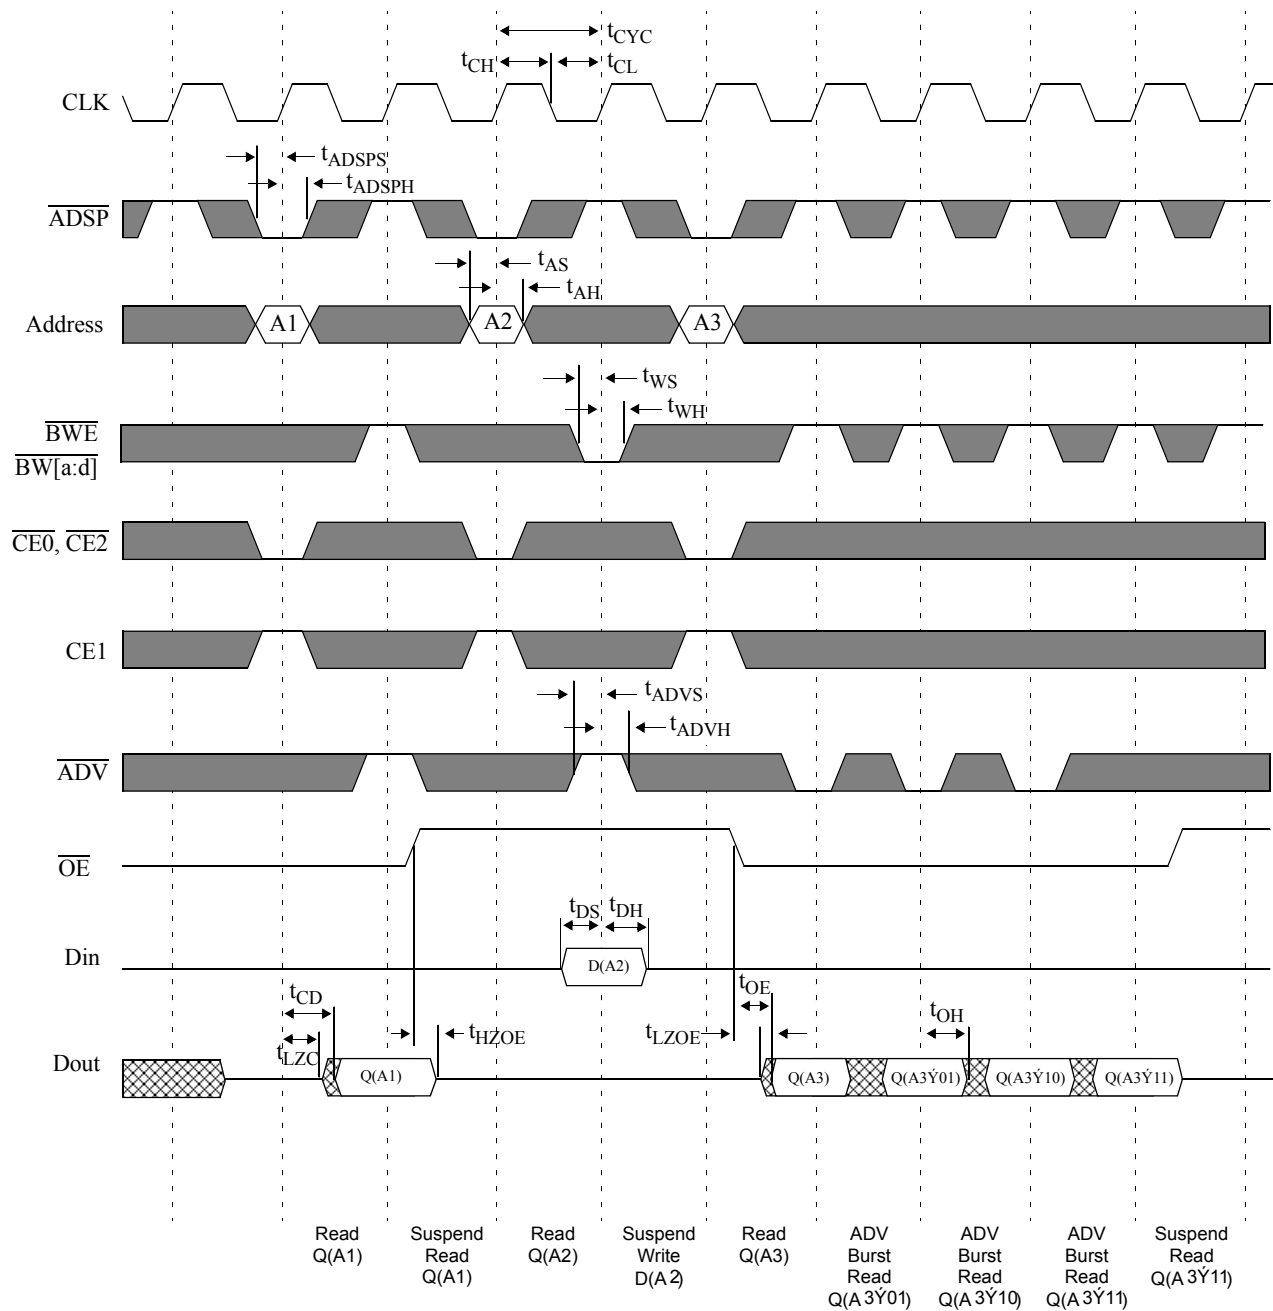 tCYC
tCH
tCL
CLK
tADSPS
tADSPH
ADSP
tAS
tAH
Address
A1
A2
A3
tWS
tWH
BWE
BW[a:d]
CE0, CE2
CE1
tADVS
tADVH
ADV
OE
tDS
tDH
Din
D(A2)
tCD
tOE
tOH
tLZC
tHZOE
tLZOE
Dout
Q(A1)
Q(A3)
Q(A3Ý01)
Q(A3Ý10)
Q(A3Ý11)
Read
Q(A1)
Suspend
Read
Q(A1)
Read
Q(A2)
Suspend
Write
D(A2)
Read
Q(A3)
ADV
Burst
Read
Q(A3Ý01)
ADV
Burst
Read
Q(A3Ý10)
ADV
Burst
Read
Q(A3Ý11)
Suspend
Read
Q(A3Ý11)